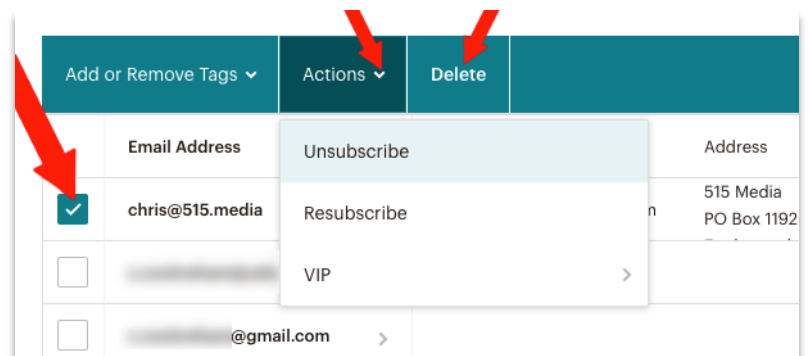 Add or Remove Tags Actions Delete
Email Address Unsubscribe Address
chris@515.media Resubscribe m 515 Media
PO Box 1192
VIP
@gmail.com